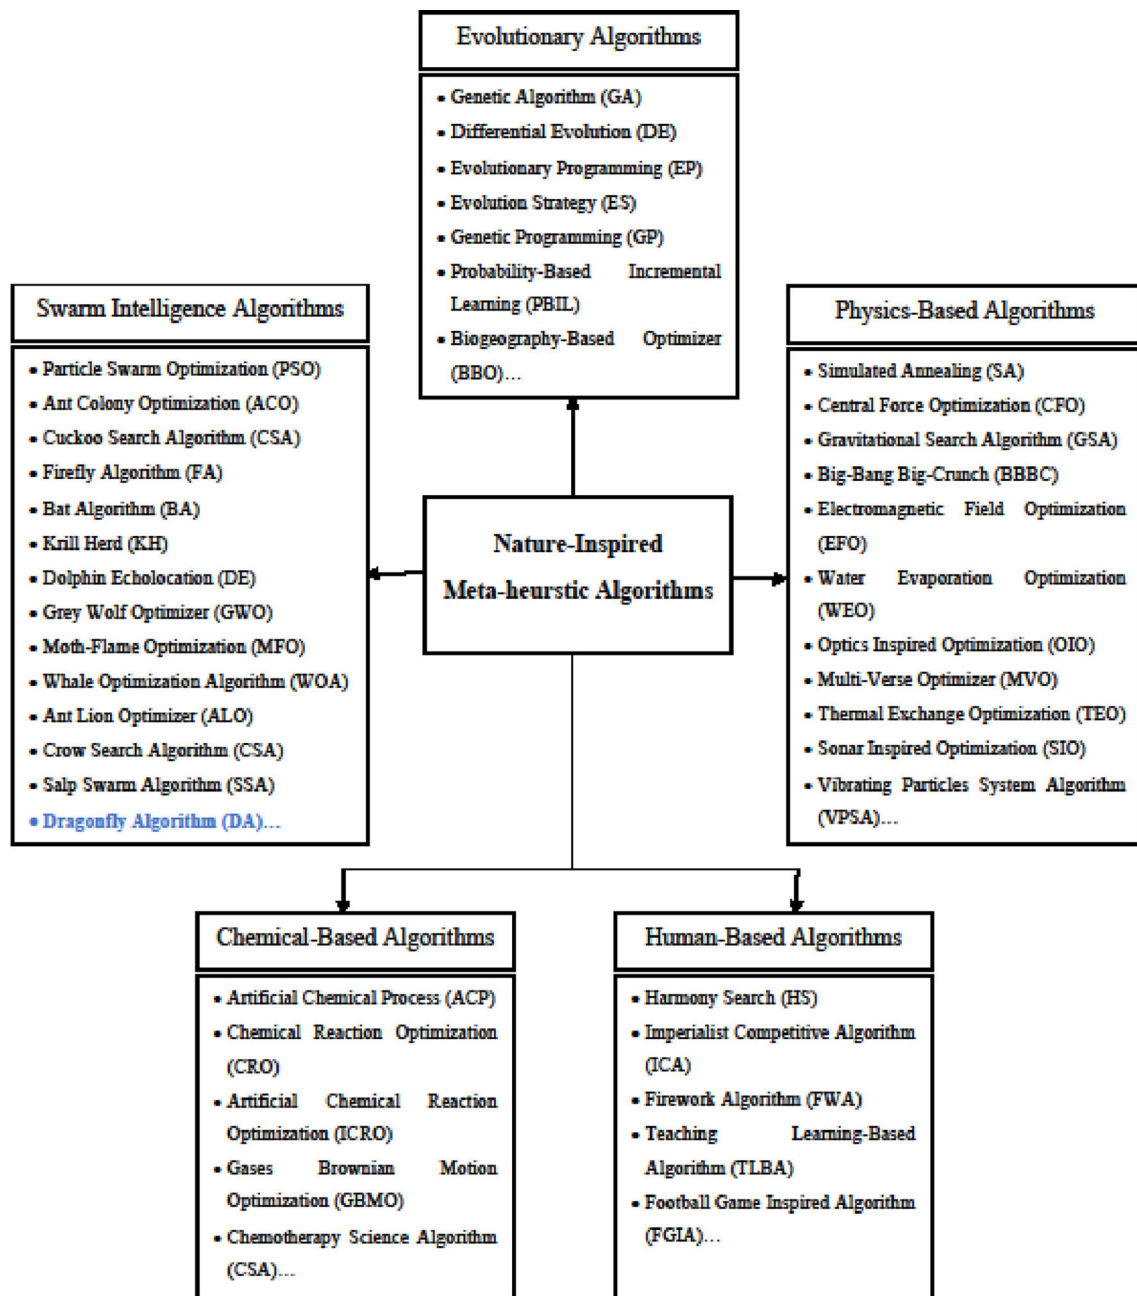 Evolutionary Algorithms
• Genetic Algorithm (GA)
• Differential Evolution (DE)
• Evolutionary Programming (EP)
• Evolution Strategy (ES)
• Genetic Programming (GP)
• Probability-Based Incremental
Learning (PBIL)
• Biogeography-Based Optimizer
(BBO)...
Swarm Intelligence Algorithms
• Particle Swarm Optimization (PSO)
• Ant Colony Optimization (ACO)
• Cuckoo Search Algorithm (CSA)
• Firefly Algorithm (FA)
• Bat Algorithm (BA)
• Krill Herd (KH)
• Dolphin Echolocation (DE)
• Grey Wolf Optimizer (GWO)
• Moth-Flame Optimization (MFO)
• Whale Optimization Algorithm (WOA)
• Ant Lion Optimizer (ALO)
• Crow Search Algorithm (CSA)
• Salp Swarm Algorithm (SSA)
• Dragonfly Algorithm (DA)...
Nature-Inspired
Meta-heurstic Algorithms
Physics-Based Algorithms
• Simulated Annealing (SA)
• Central Force Optimization (CFO)
• Gravitational Search Algorithm (GSA)
• Big-Bang Big-Crunch (BBBC)
• Electromagnetic Field Optimization
(EFO)
• Water Evaporation Optimization
(WEO)
• Optics Inspired Optimization (OIO)
• Multi-Verse Optimizer (MVO)
• Thermal Exchange Optimization (TEO)
• Sonar Inspired Optimization (SIO)
• Vibrating Particles System Algorithm
(VPSA)...
Chemical-Based Algorithms
• Artificial Chemical Process (ACP)
• Chemical Reaction Optimization
(CRO)
• Artificial Chemical Reaction
Optimization (ICRO)
• Gases Brownian Motion
Optimization (GBMO)
• Chemotherapy Science Algorithm
(CSA)...
Human-Based Algorithms
• Harmony Search (HS)
• Imperialist Competitive Algorithm
(ICA)
• Firework Algorithm (FWA)
• Teaching Learning-Based
Algorithm (TLBA)
• Football Game Inspired Algorithm
(FGIA)...